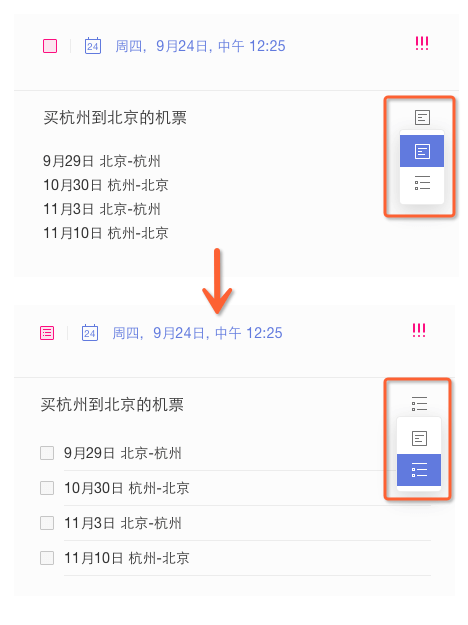 24 周四, 9月24日, 中午 12:25 !!!
买杭州到北京的机票
9月29日 北京-杭州
10月30日 杭州-北京
11月3日 北京-杭州
11月10日 杭州-北京
24 周四, 9月24日, 中午 12:25 !!!
买杭州到北京的机票
9月29日 北京-杭州
10月30日 杭州-北京
11月3日 北京-杭州
11月10日 杭州-北京